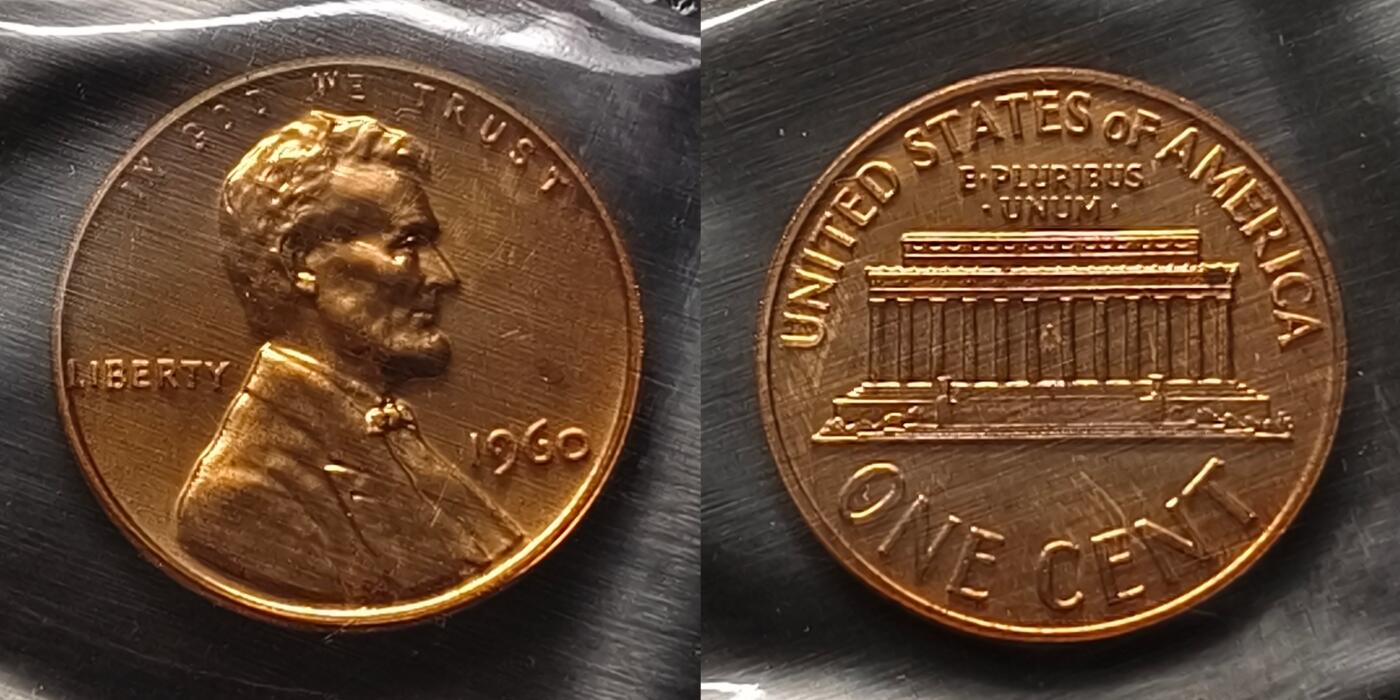 IN GOD WE TRUST
LIBERTY
1960
UNITED STATES oF AMERICA
E·PLURIBUS
·UNUM·
ONE CENT